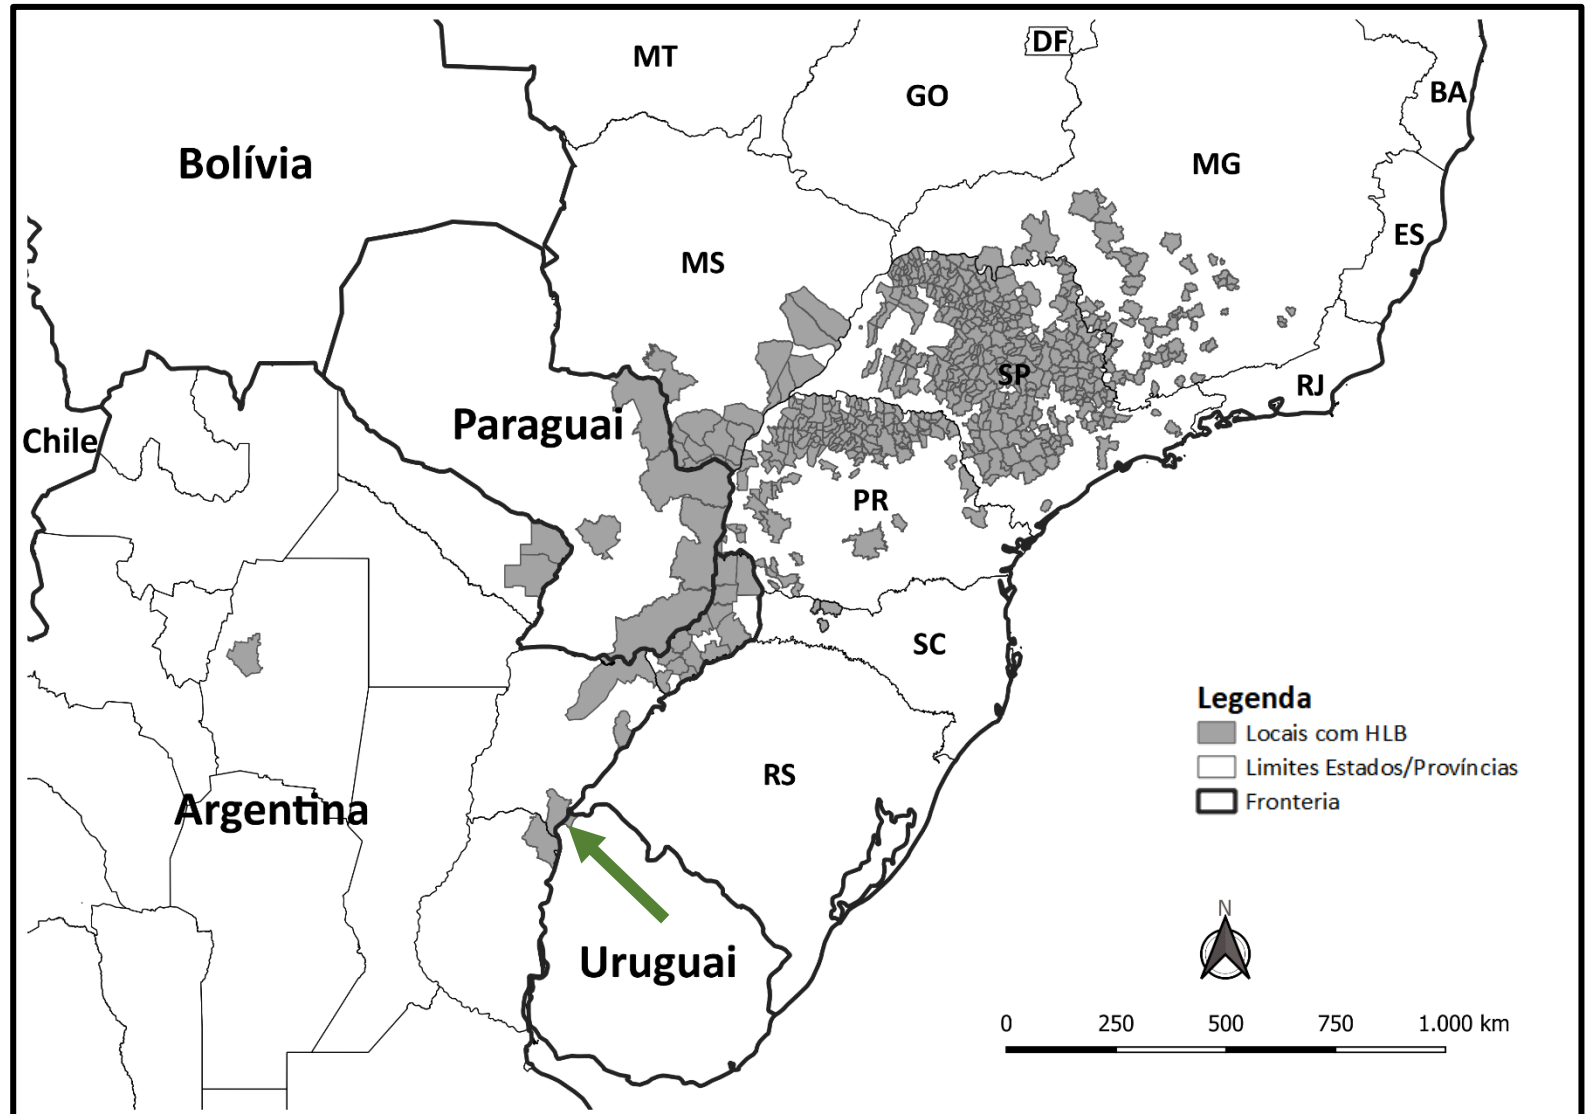 MT
DF
GO
BA
Bolívia
MG
ES
MS
SP
RJ
Paraguai
Chile
PR
SC
Legenda
Locais com HLB
Limites Estados/Províncias
Fronteria
RS
Argentina
N
Uruguai
0 250 500 750 1.000 km